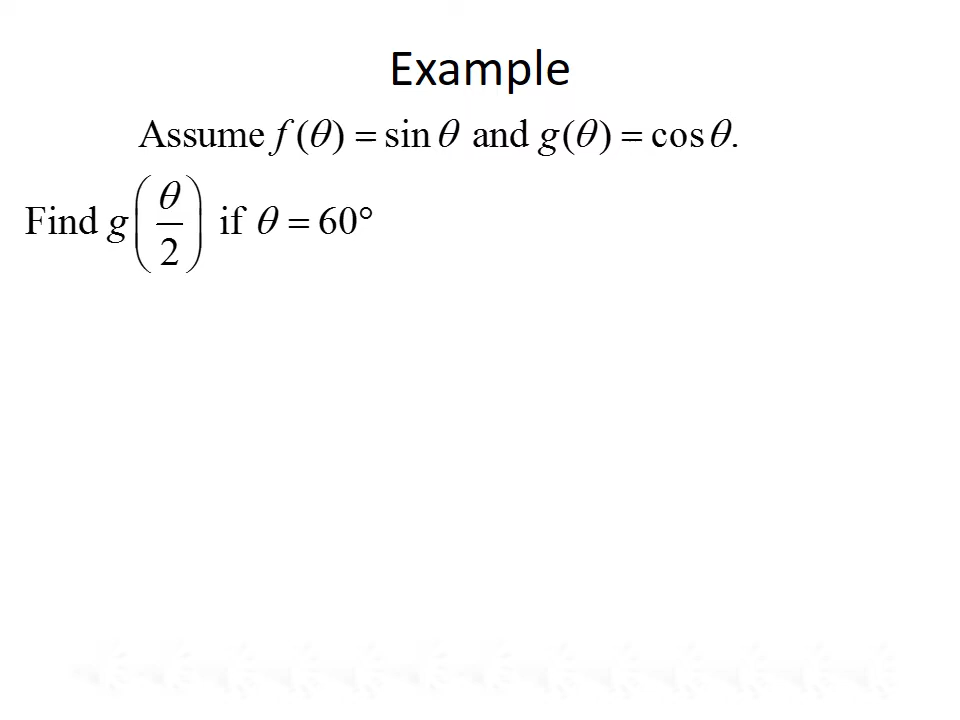 Example
Assume f(θ) = sin θ and g(θ) = cos θ.
Find g(θ/2) if θ = 60°